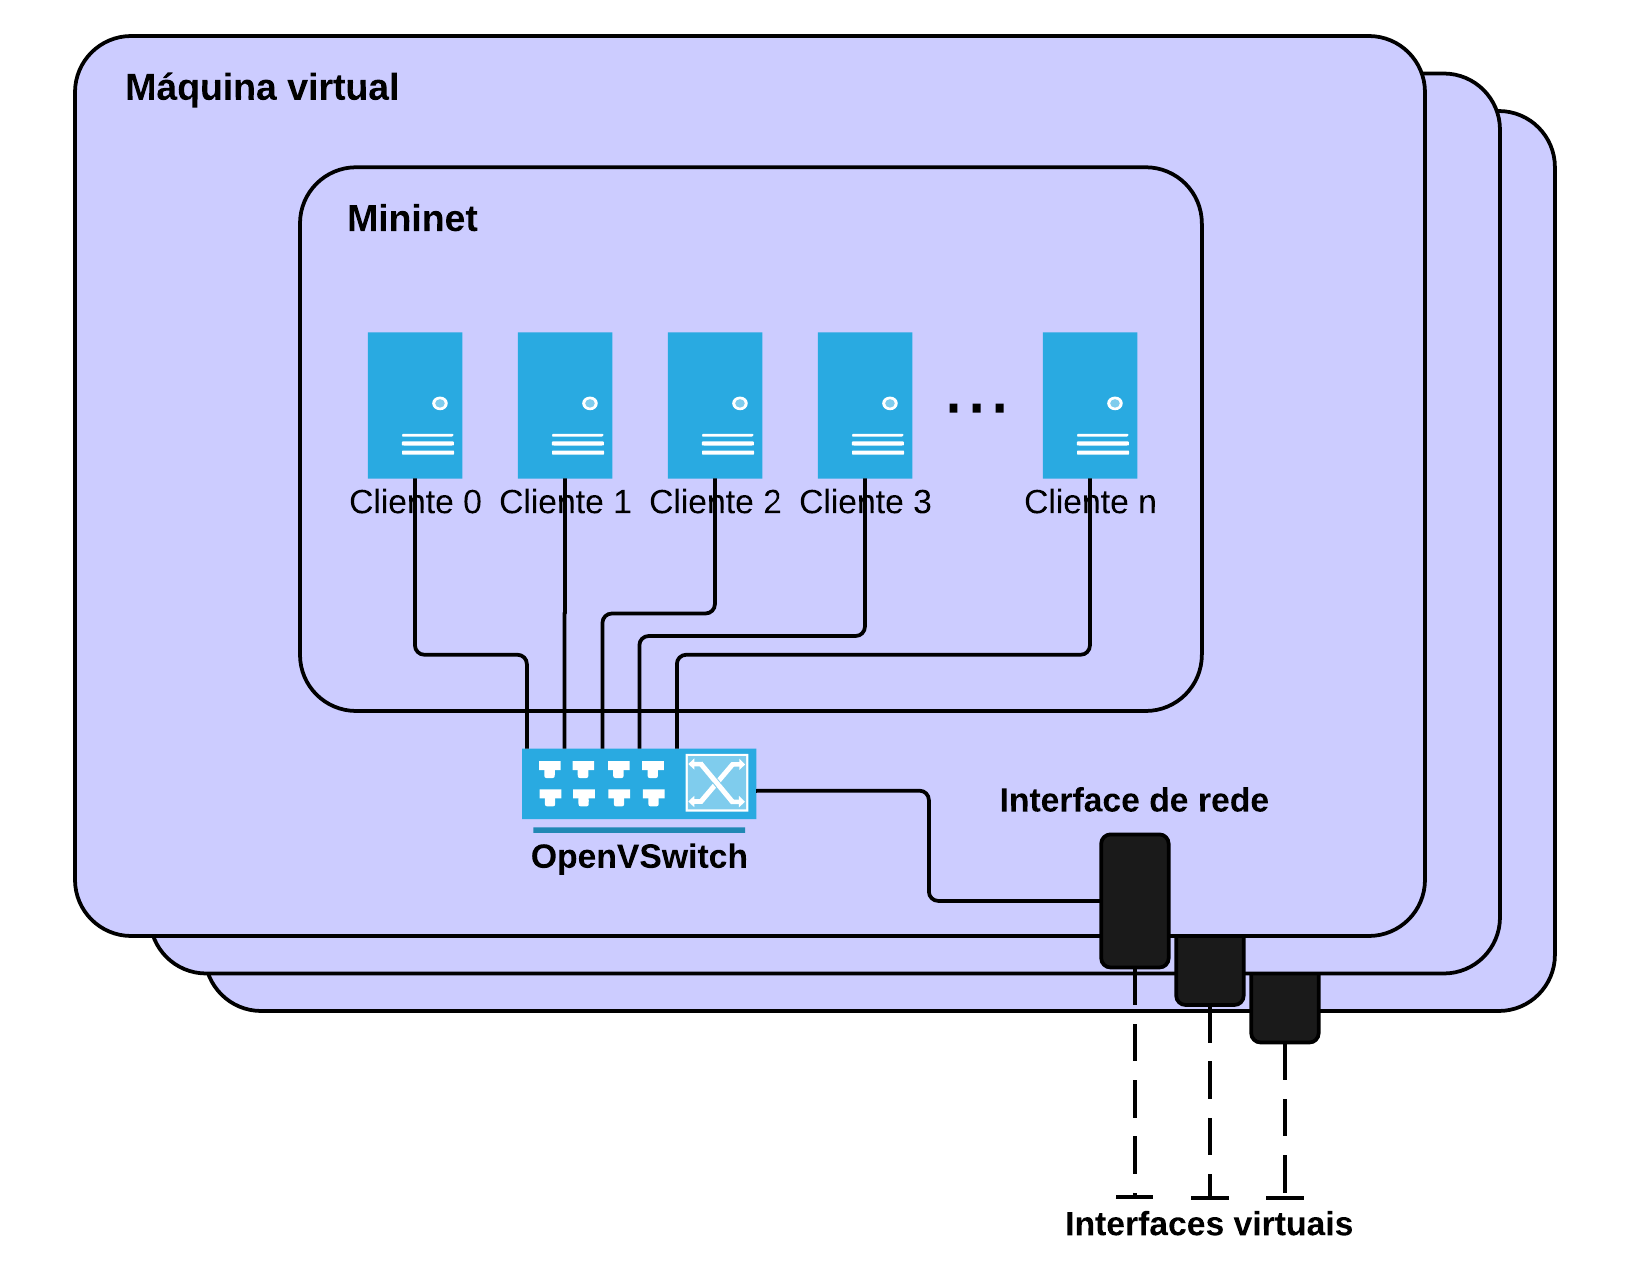 Máquina virtual
Mininet
...
Cliente 0 Cliente 1 Cliente 2 Cliente 3 Cliente n
Interface de rede
OpenVSwitch
Interfaces virtuais